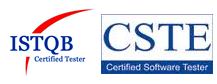 ISTQB
Certified Tester
CSTE
Certified Software Tester